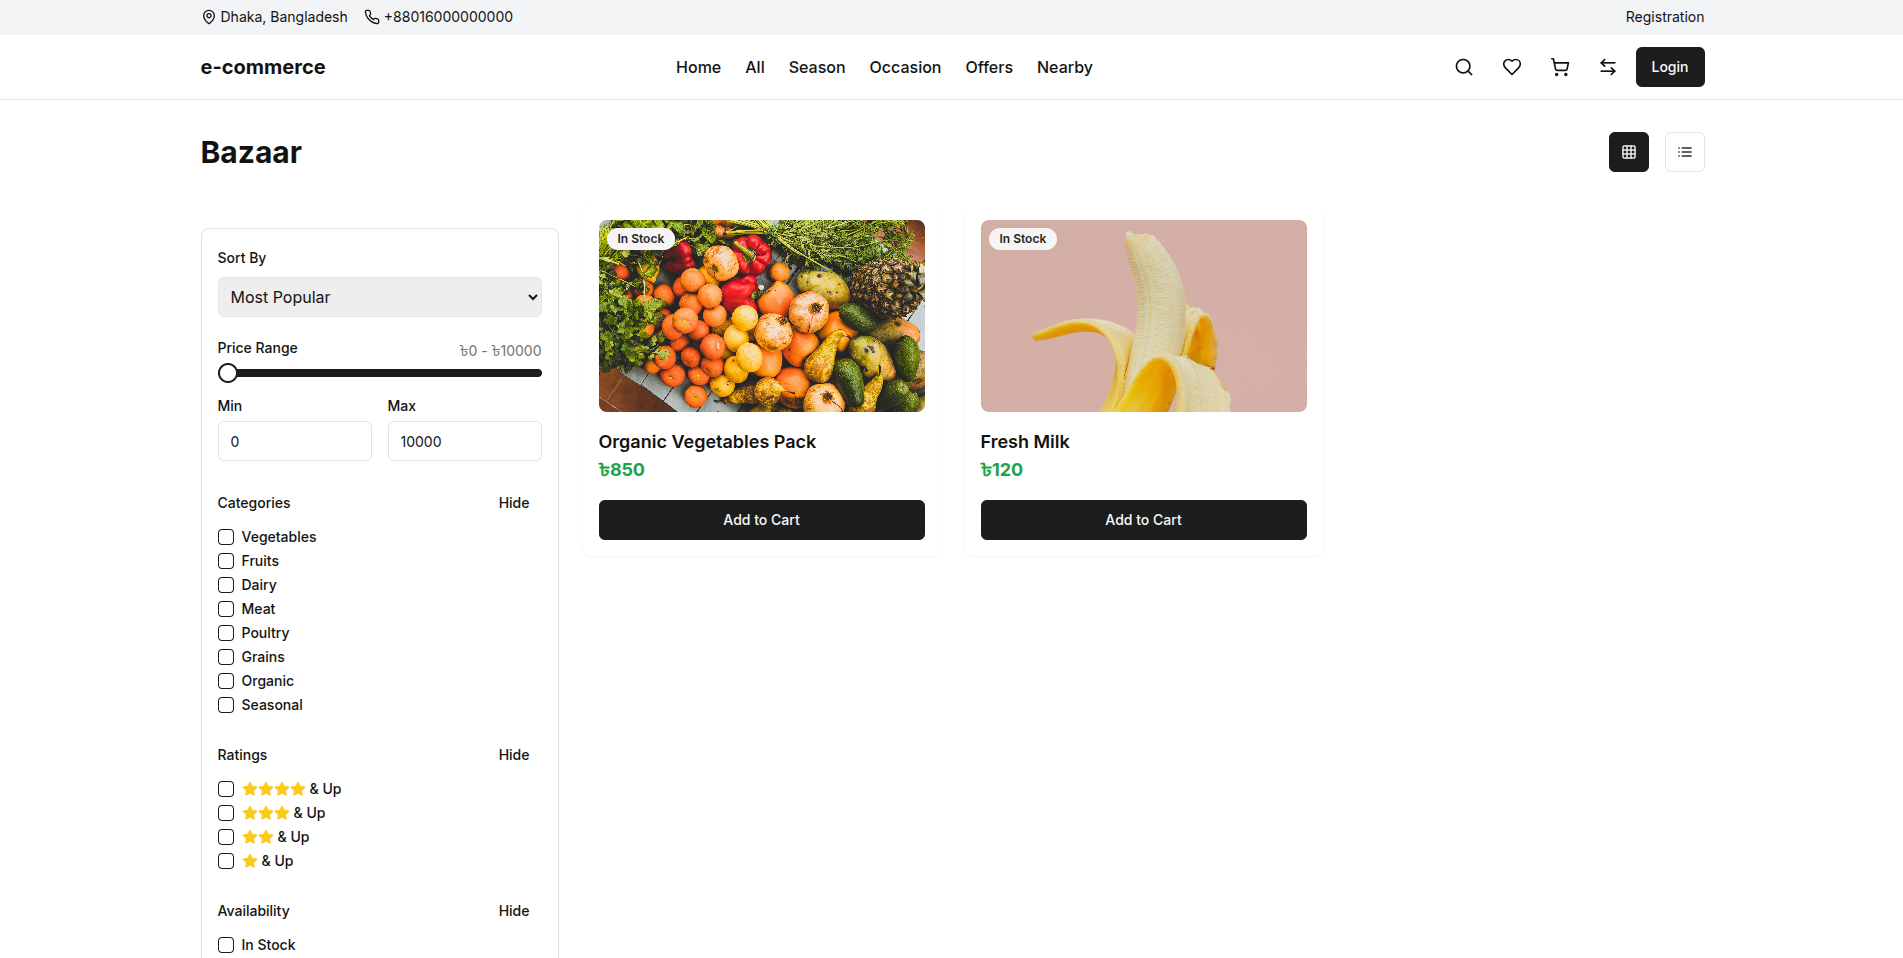 Dhaka, Bangladesh +88016000000000 Registration
e-commerce Home All Season Occasion Offers Nearby Login
Bazaar
Sort By
Most Popular
Price Range ৳0 - ৳10000
Min Max
0 10000
Categories Hide
Vegetables
Fruits
Dairy
Meat
Poultry
Grains
Organic
Seasonal
Ratings Hide
& Up
& Up
& Up
& Up
Availability Hide
In Stock
In Stock
Organic Vegetables Pack
৳850
Add to Cart
In Stock
Fresh Milk
৳120
Add to Cart